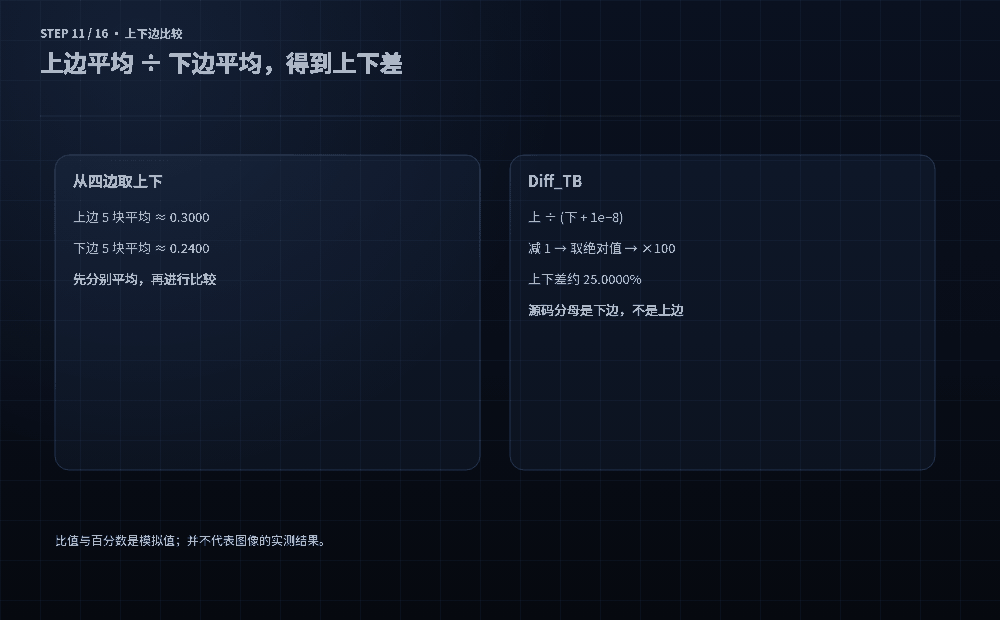 STEP 11 / 16 • 上下边比较
上边平均 ÷ 下边平均，得到上下差
从四边取上下
上边 5 块平均 ≈ 0.3000
下边 5 块平均 ≈ 0.2400
先分别平均，再进行比较
Diff_TB
上 ÷ (下 + 1e-8)
减 1 → 取绝对值 → ×100
上下差约 25.0000%
源码分母是下边，不是上边
比值与百分数是模拟值；并不代表图像的实测结果。